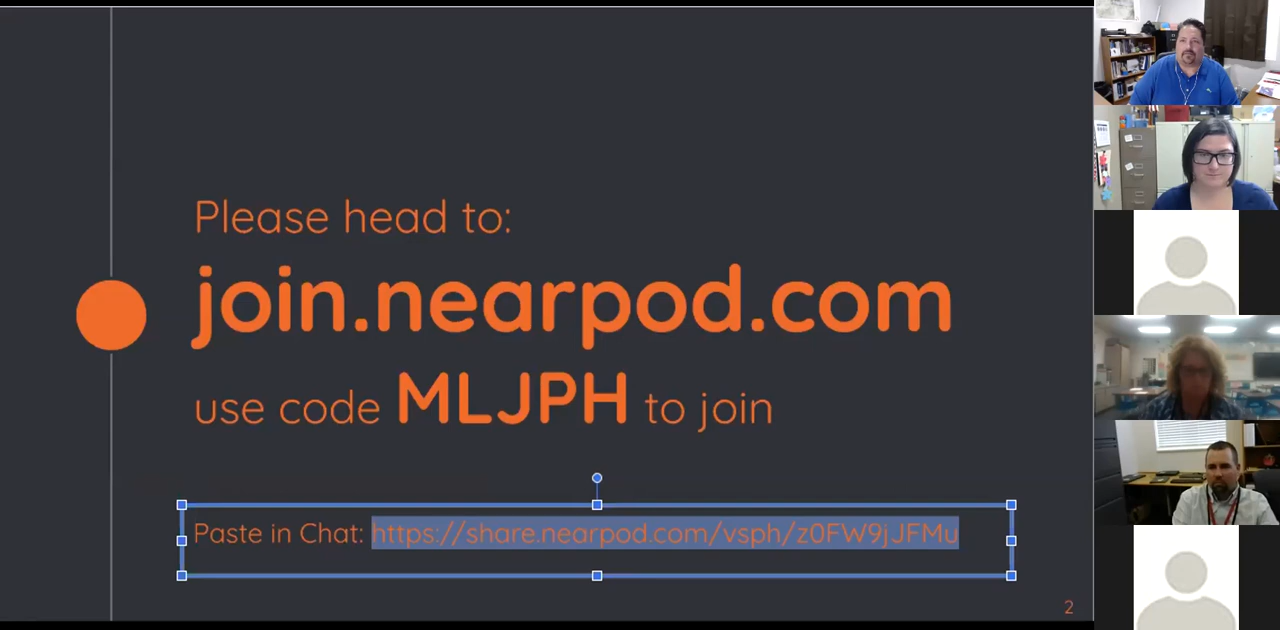 Please head to:
join.nearpod.com
use code MLJPH to join
Paste in Chat: https://share.nearpod.com/vsph/z0FW9jJFMu
2